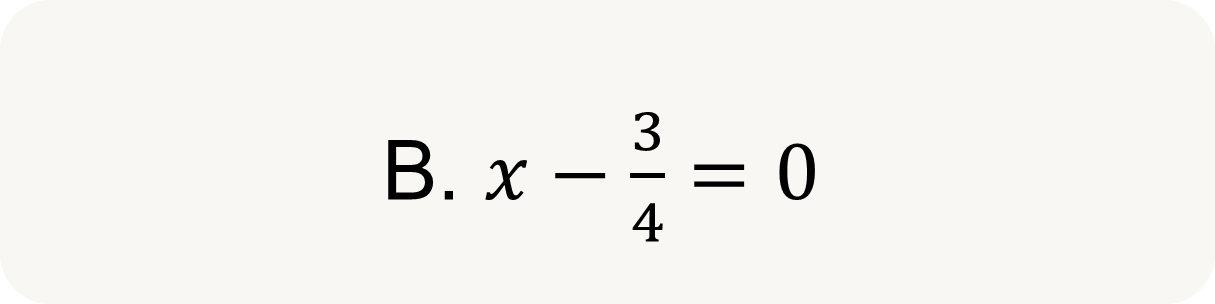 B. x − 3/4 = 0